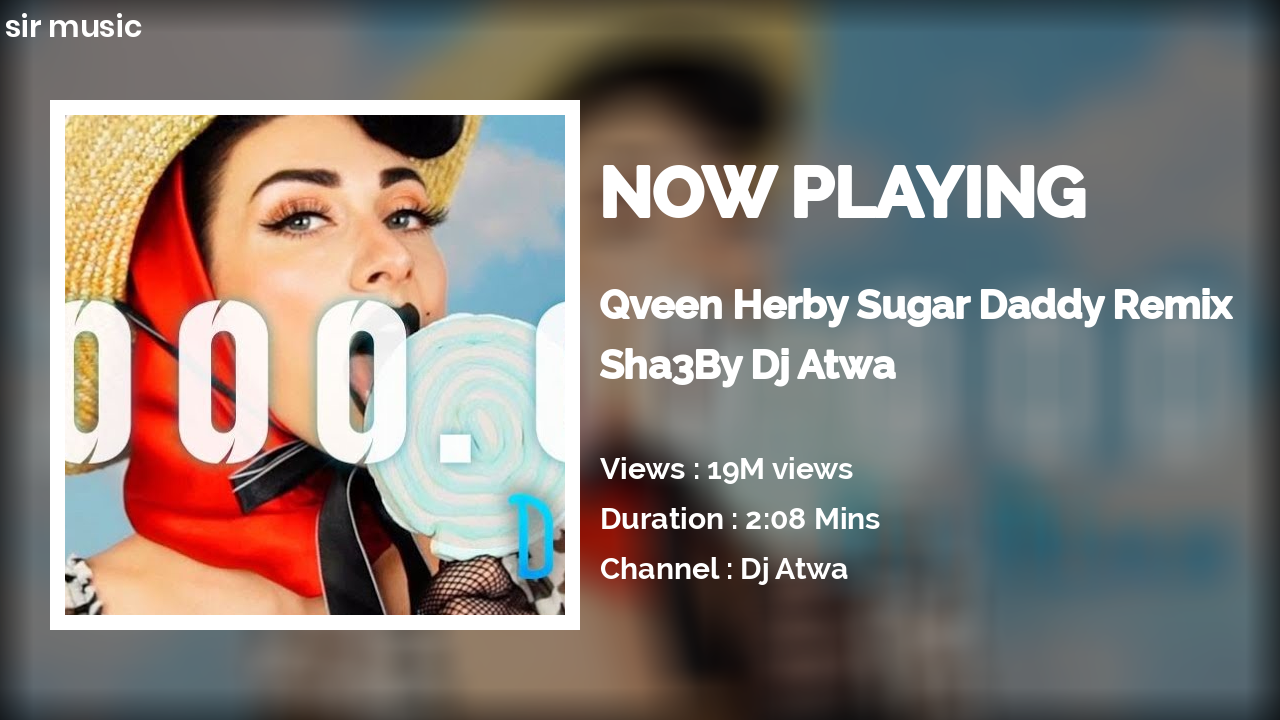 sir music
NOW PLAYING
Qveen Herby Sugar Daddy Remix
Sha3By Dj Atwa
000.
D
Views : 19M views
Duration : 2:08 Mins
Channel : Dj Atwa